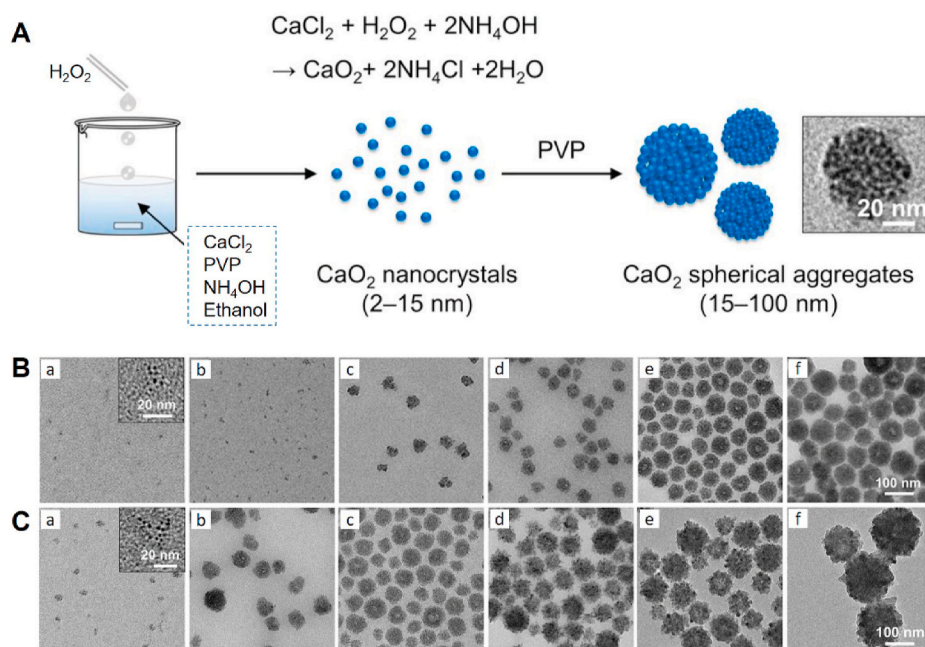 A
CaCl₂ + H₂O₂ + 2NH₄OH
→ CaO₂+ 2NH₄Cl +2H₂O
H₂O₂
PVP
20 nm
CaCl₂
PVP
NH₄OH
Ethanol
CaO₂ nanocrystals
(2–15 nm)
CaO₂ spherical aggregates
(15–100 nm)
B
a
20 nm
b
c
d
e
f
100 nm
C
a
20 nm
b
c
d
e
f
100 nm